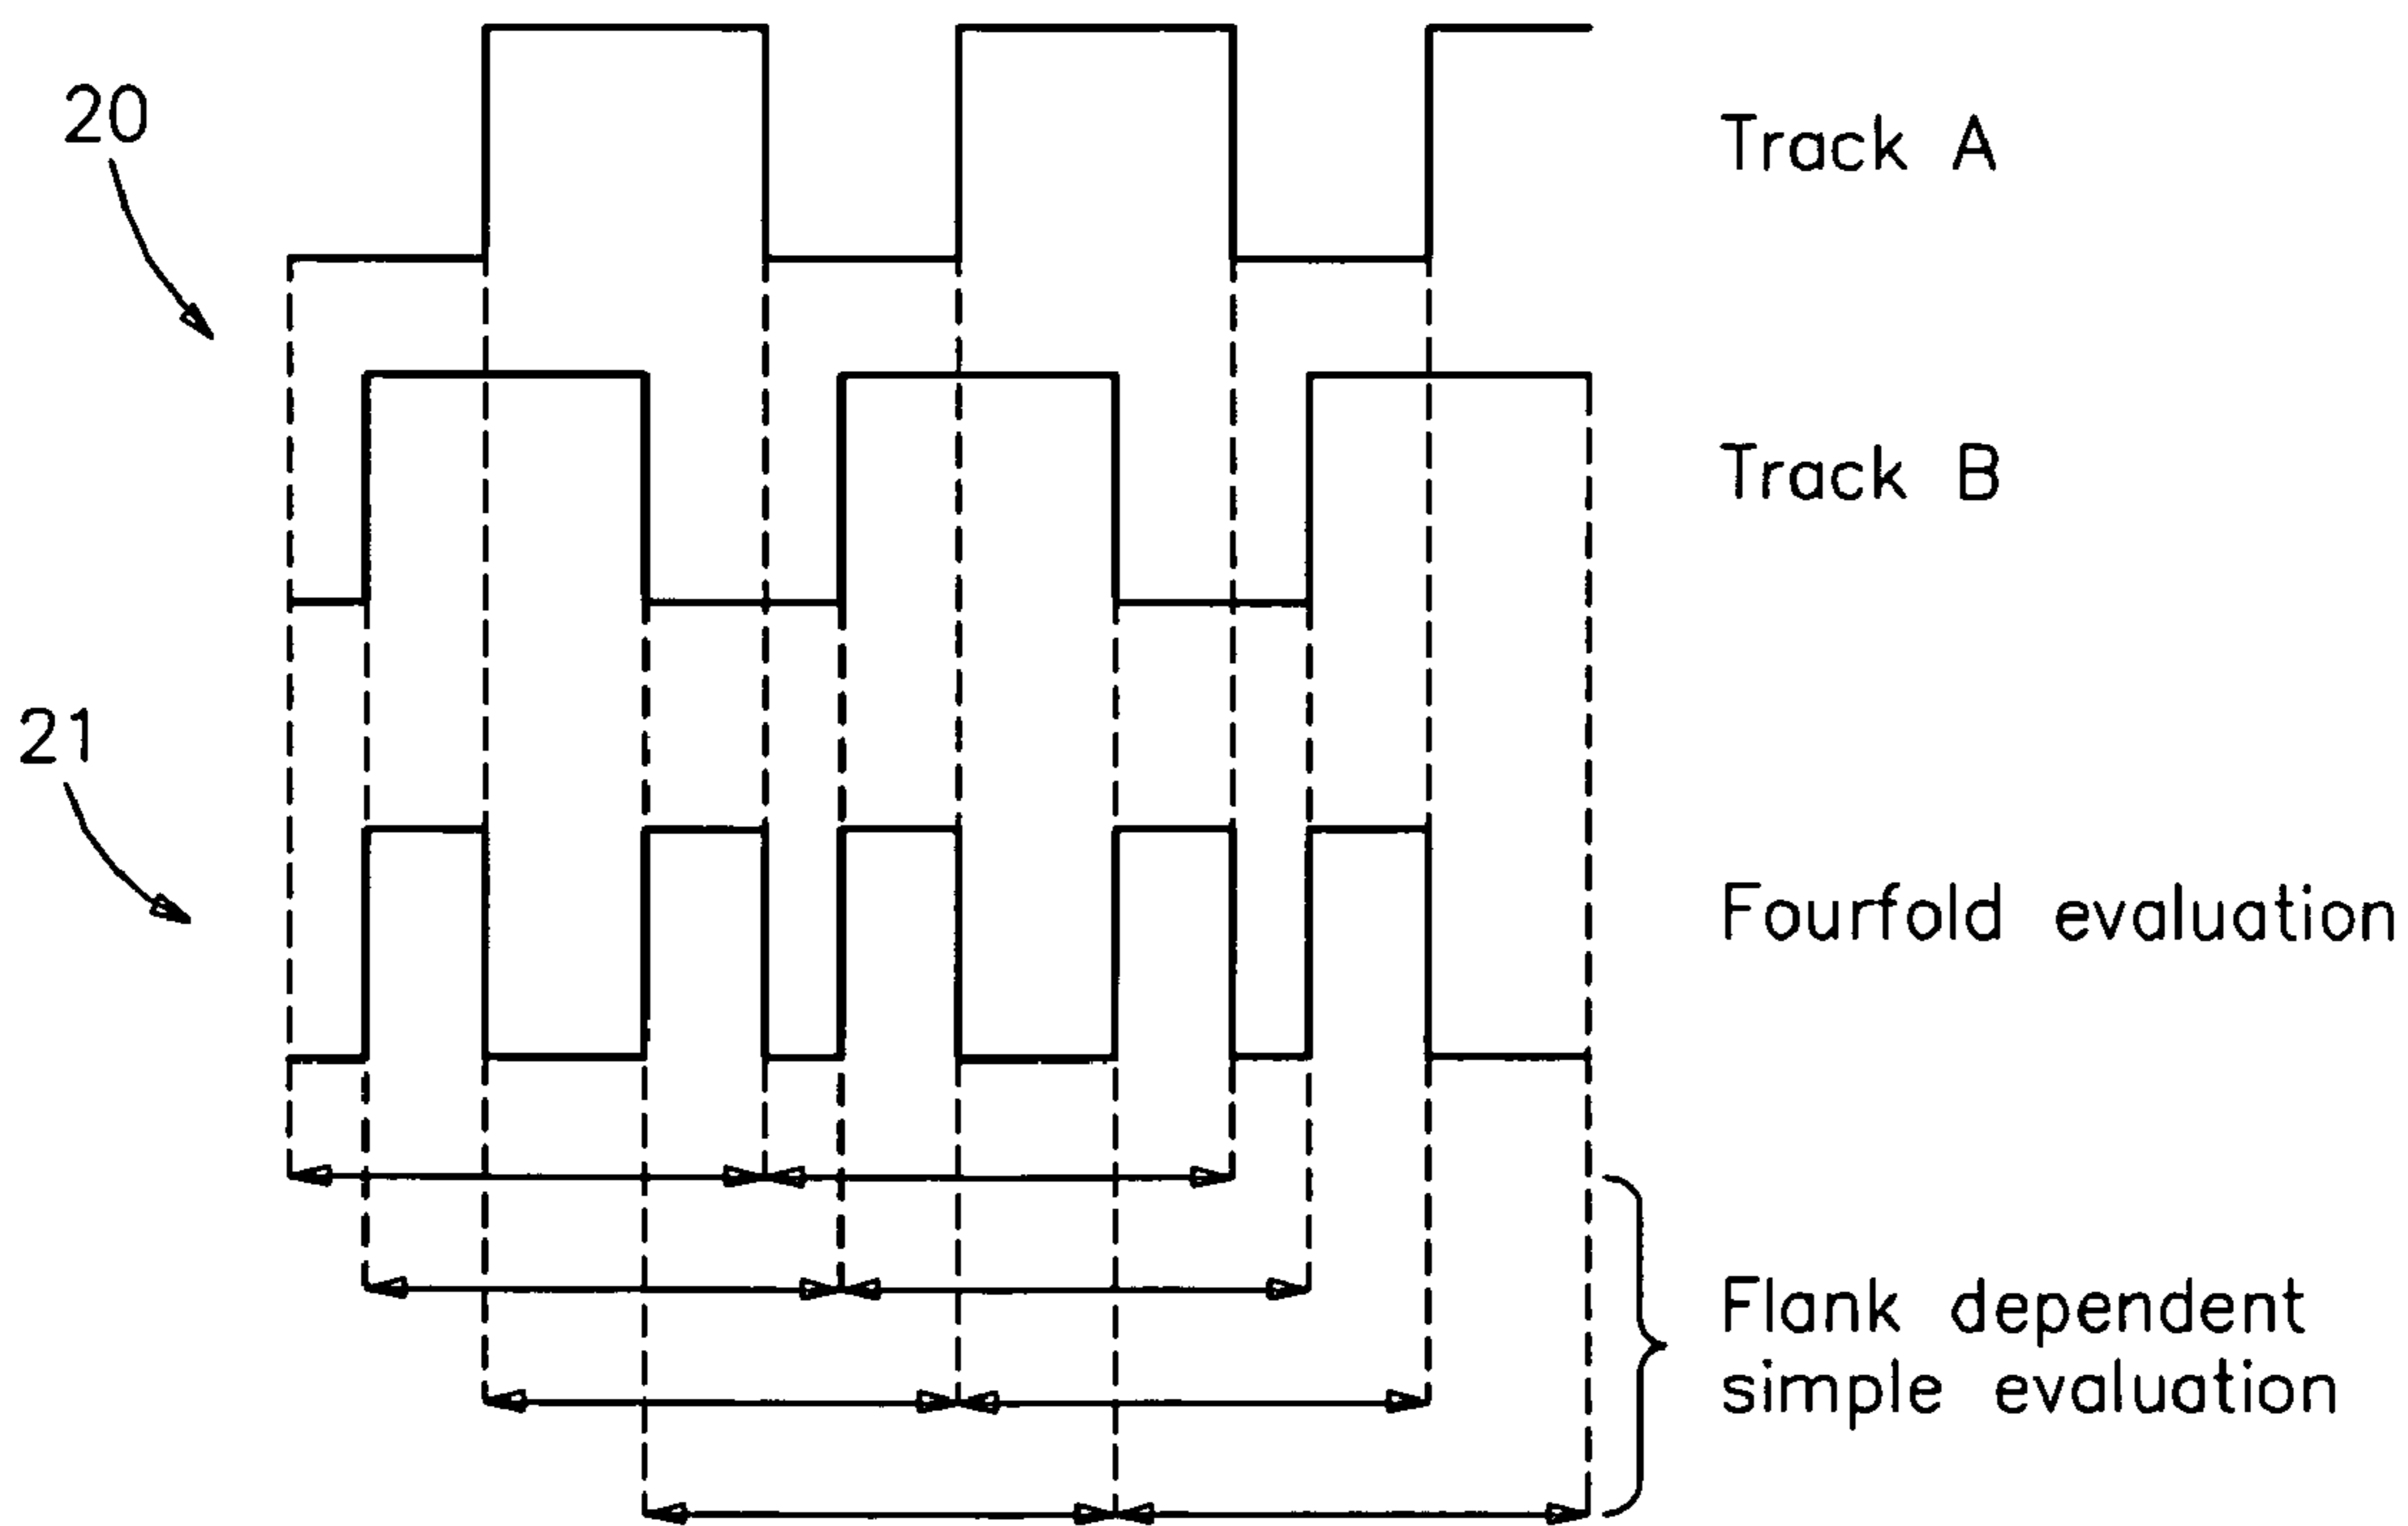 20
Track A
Track B
21
Fourfold evaluation
Flank dependent
simple evaluation